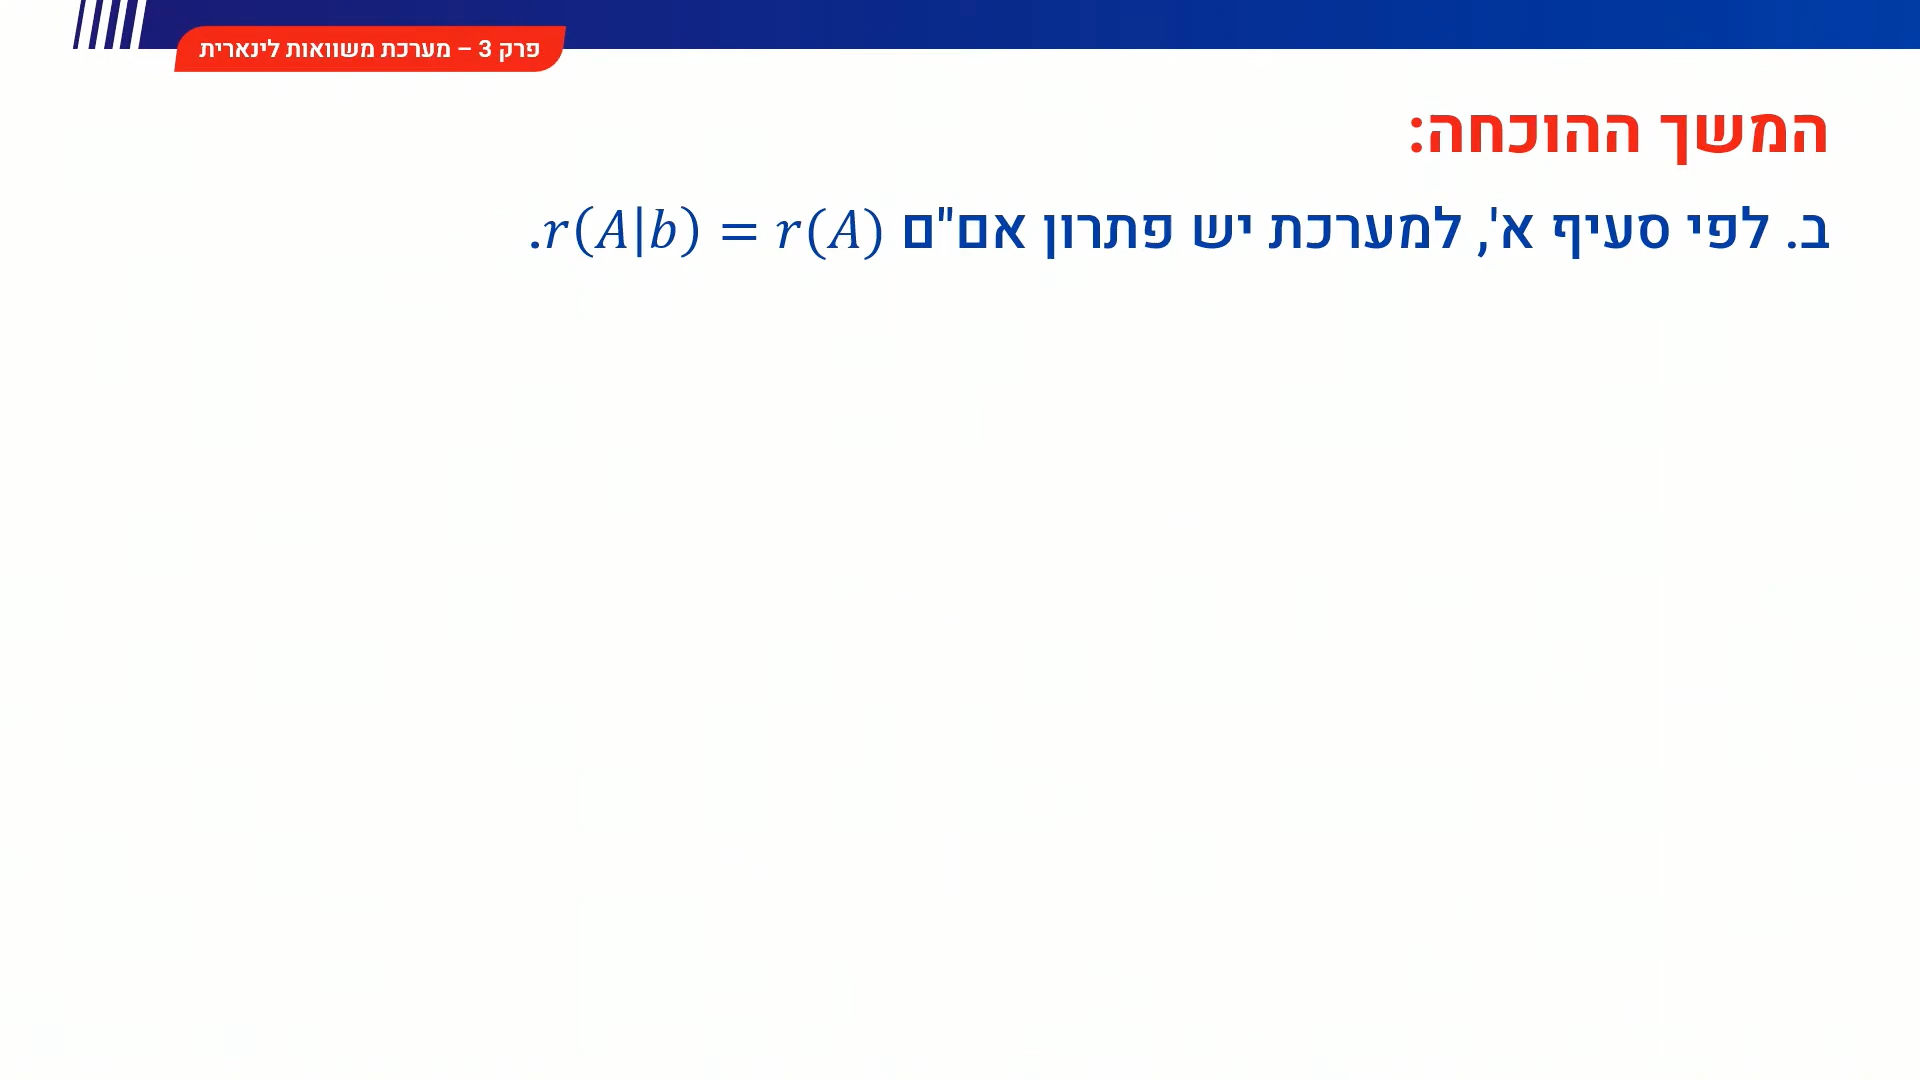 פרק 3 – מערכת משוואות לינארית
המשך ההוכחה:
ב. לפי סעיף א', למערכת יש פתרון אם"ם r(A|b) = r(A).